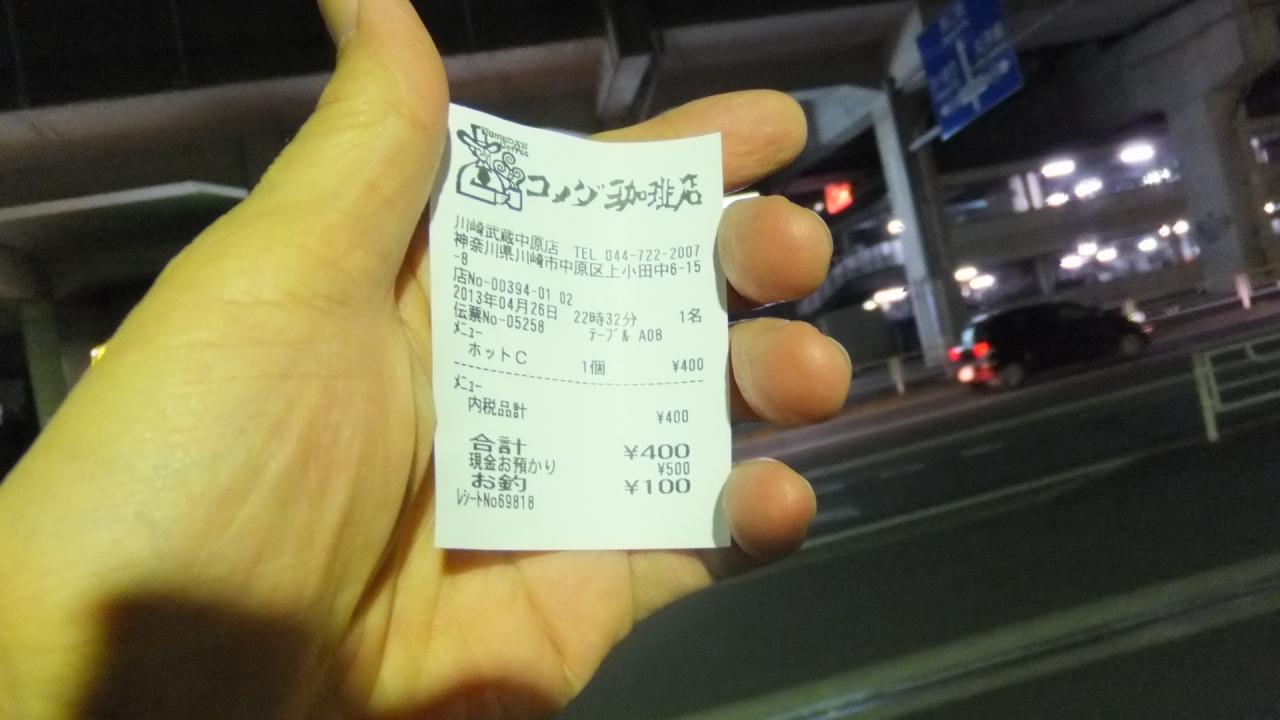 コメダ珈琲店
川崎武蔵中原店 TEL 044-722-2007
神奈川県川崎市中原区上小田中6-15
-8
店No-00394-01 02
2013年04月26日 22時32分 1名
伝票No-05258 テーブル A08
メニュー
ホットC 1個 ¥400
メニュー
内税品計 ¥400
合計 ¥400
現金お預かり ¥500
お釣 ¥100
レシートNo69818